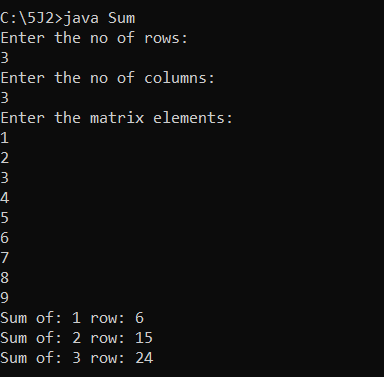 C:\5J2>java Sum
Enter the no of rows:
3
Enter the no of columns:
3
Enter the matrix elements:
1
2
3
4
5
6
7
8
9
Sum of: 1 row: 6
Sum of: 2 row: 15
Sum of: 3 row: 24